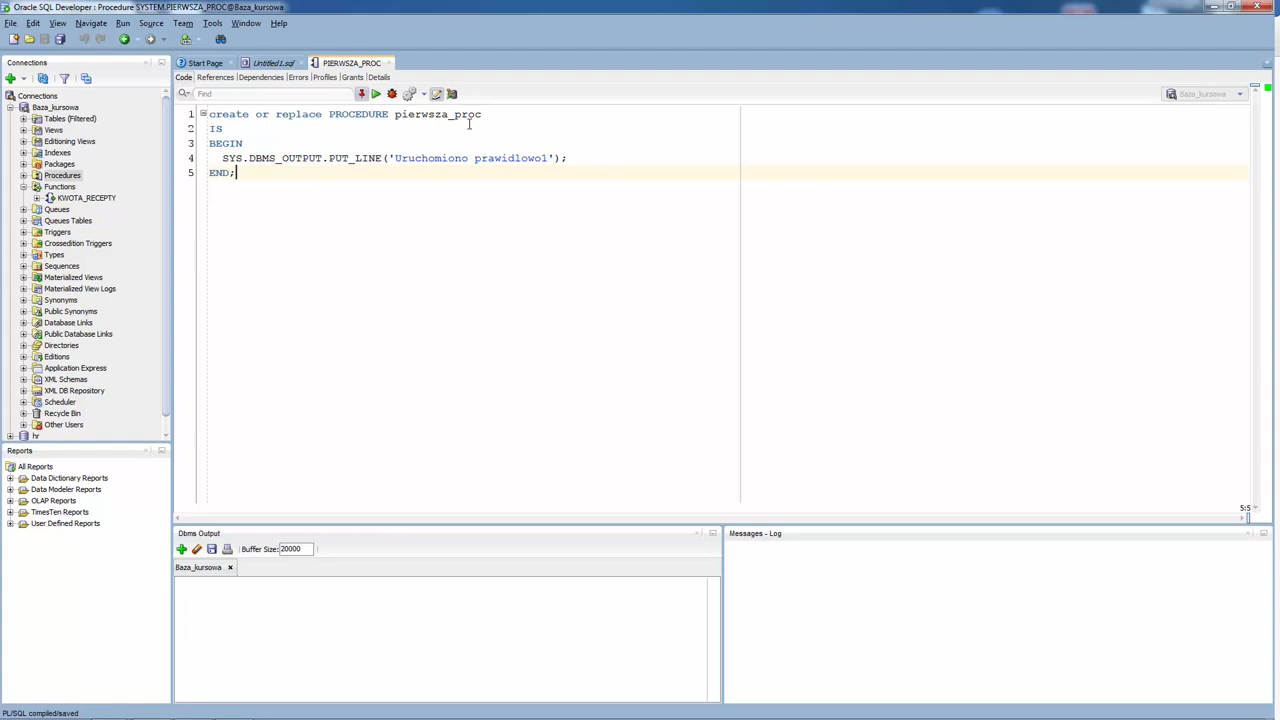 Oracle SQL Developer: Procedure SYSTEM.PIERWSZA_PROC@Baza_kursowa
File Edit View Navigate Run Source Team Tools Window Help
Connections
Connections
Baza_kursowa
Tables (Filtered)
Views
Editioning Views
Indexes
Packages
Procedures
Functions
KWOTA_RECEPTY
Queues
Queues Tables
Triggers
Crossedition Triggers
Types
Sequences
Materialized Views
Materialized View Logs
Synonyms
Public Synonyms
Database Links
Public Database Links
Directories
Editions
Application Express
XML Schemas
XML DB Repository
Scheduler
Recycle Bin
Other Users
hr
Reports
All Reports
Data Dictionary Reports
Data Modeler Reports
OLAP Reports
TimesTen Reports
User Defined Reports
Start Page Untitled1.sql PIERWSZA_PROC
Code References Dependencies Errors Profiles Grants Details
Find Baza_kursowa
1 create or replace PROCEDURE pierwsza_proc
2 IS
3 BEGIN
4 SYS.DBMS_OUTPUT.PUT_LINE('Uruchomiono prawidlowo1');
5 END;
5:5
Dbms Output
Buffer Size: 20000
Baza_kursowa
Messages - Log
PL/SQL compiled/saved